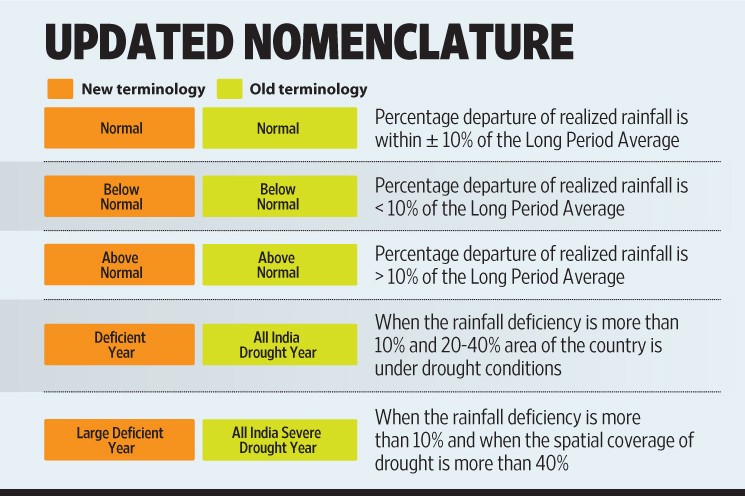 UPDATED NOMENCLATURE
New terminology Old terminology
Normal
Normal
Percentage departure of realized rainfall is
within ± 10% of the Long Period Average
Below
Normal
Below
Normal
Percentage departure of realized rainfall is
< 10% of the Long Period Average
Above
Normal
Above
Normal
Percentage departure of realized rainfall is
> 10% of the Long Period Average
Deficient
Year
All India
Drought Year
When the rainfall deficiency is more than
10% and 20-40% area of the country is
under drought conditions
Large Deficient
Year
All India Severe
Drought Year
When the rainfall deficiency is more
than 10% and when the spatial coverage of
drought is more than 40%